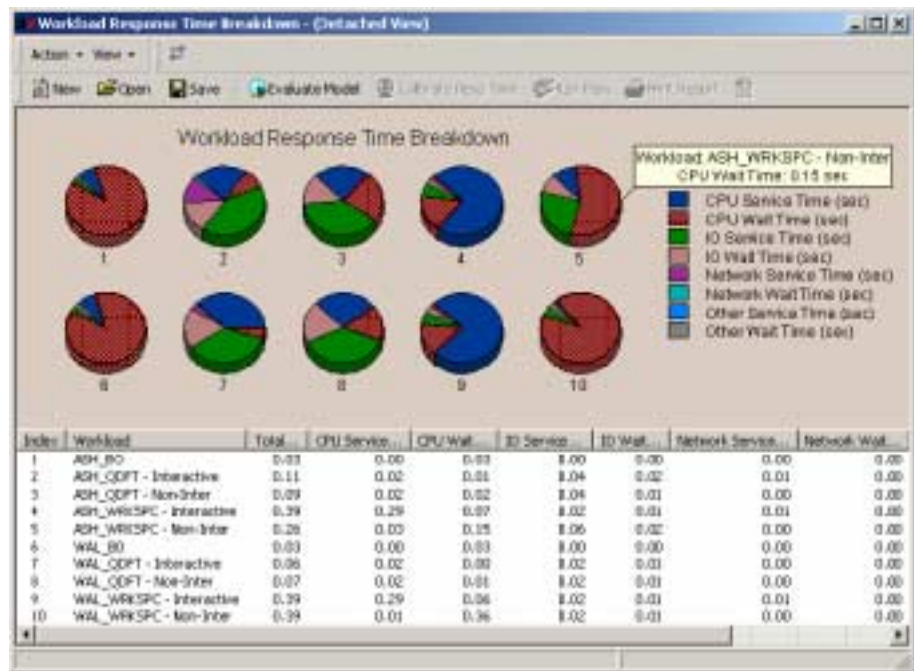 Workload Response Time Breakdown - (Detached View)
Action View
New Open Save Evaluate Model
Workload Response Time Breakdown
Workload: ASH_WRKSPC - Non-Inter
CPU Wait Time: 0.15 sec
CPU Service Time (sec)
CPU Wait Time (sec)
IO Service Time (sec)
IO Wait Time (sec)
Network Service Time (sec)
Network Wait Time (sec)
Other Service Time (sec)
Other Wait Time (sec)
1 2 3 4 5
6 7 8 9 10
Index Workload Total... CPU Service... CPU Wait... IO Service... IO Wait... Network Service... Network Wait...
1 ASH_BO 0.03 0.00 0.03 0.00 0.00 0.00 0.00
2 ASH_QDFT - Interactive 0.11 0.02 0.01 0.04 0.02 0.01 0.00
3 ASH_QDFT - Non-Inter 0.09 0.02 0.02 0.04 0.01 0.00 0.00
4 ASH_WRKSPC - Interactive 0.39 0.29 0.07 0.02 0.01 0.01 0.00
5 ASH_WRKSPC - Non-Inter 0.26 0.03 0.15 0.06 0.02 0.00 0.00
6 WAL_BO 0.03 0.00 0.03 0.00 0.00 0.00 0.00
7 WAL_QDFT - Interactive 0.06 0.02 0.00 0.02 0.01 0.00 0.00
8 WAL_QDFT - Non-Inter 0.07 0.02 0.01 0.02 0.01 0.00 0.00
9 WAL_WRKSPC - Interactive 0.39 0.29 0.06 0.02 0.01 0.01 0.00
10 WAL_WRKSPC - Non-Inter 0.39 0.01 0.36 0.02 0.01 0.00 0.00